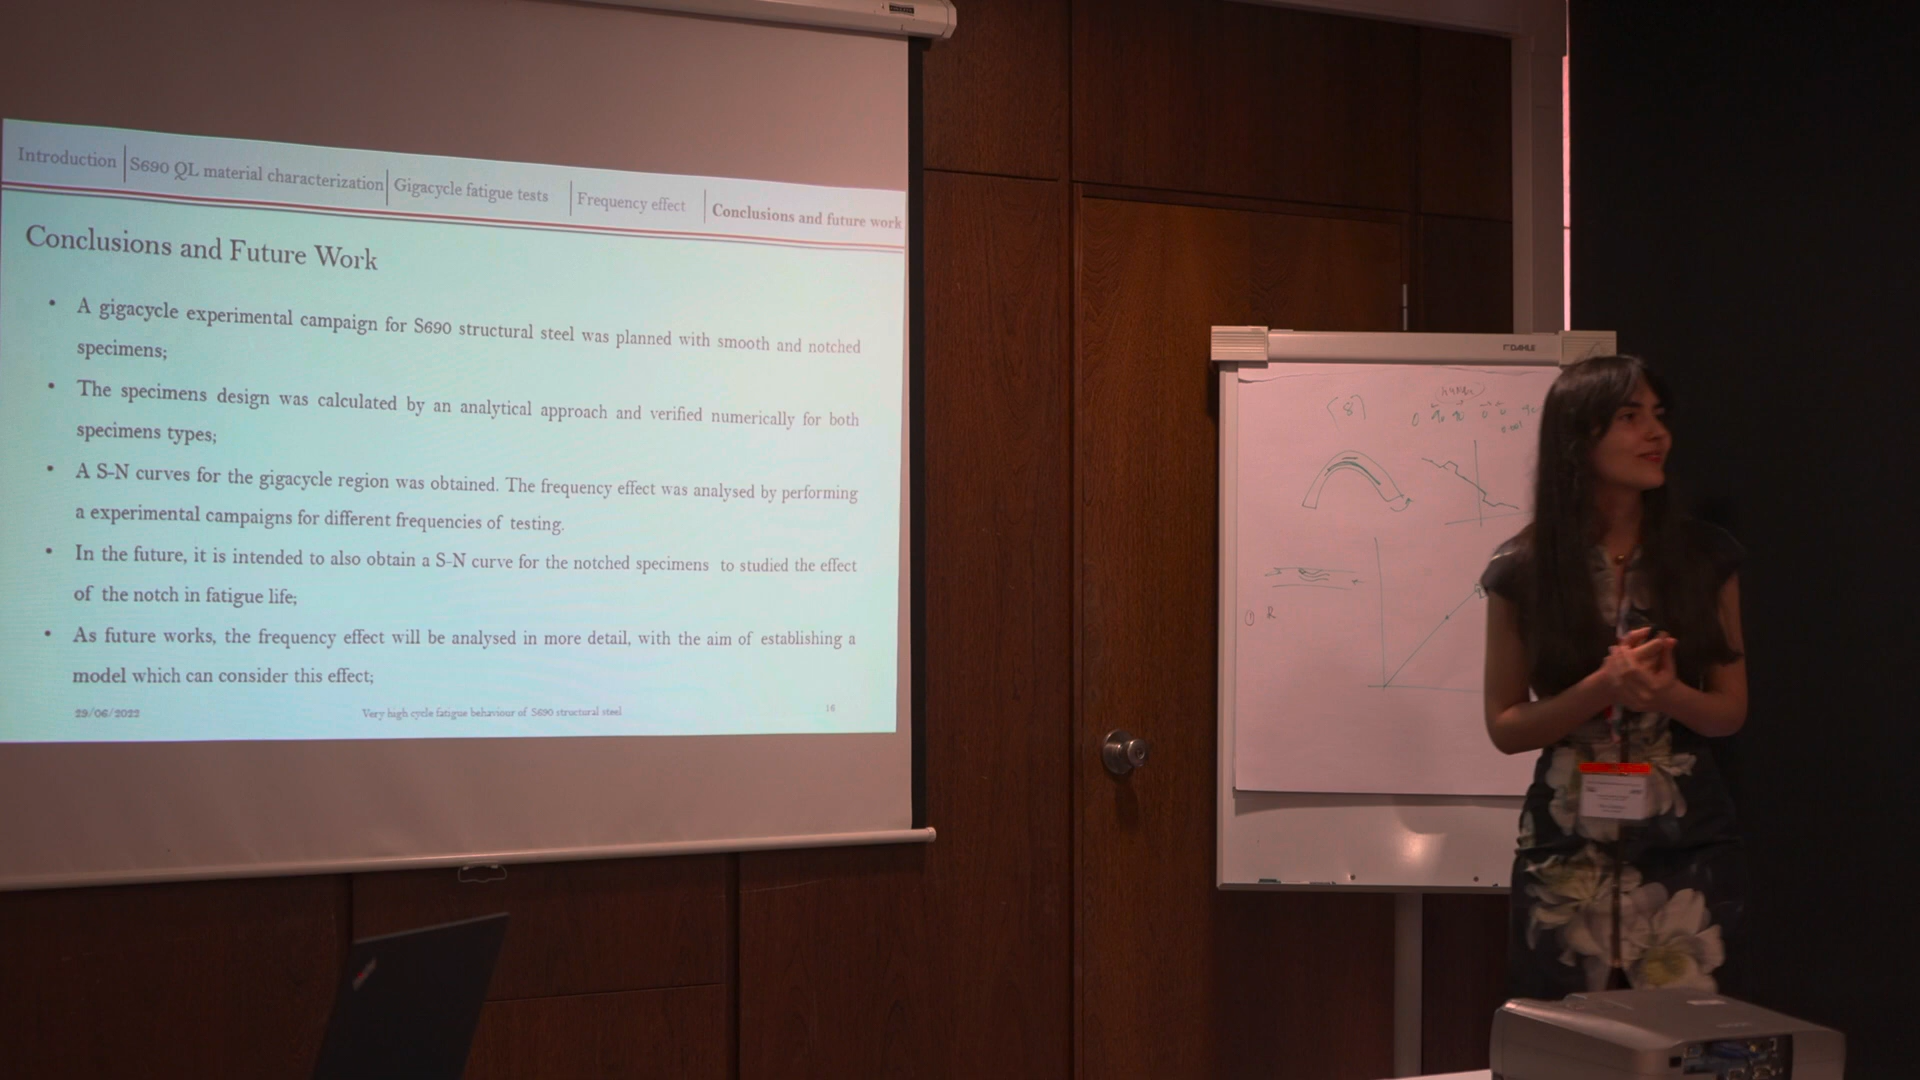 Introduction | S690 QL material characterization | Gigacycle fatigue tests | Frequency effect | Conclusions and future work
Conclusions and Future Work
• A gigacycle experimental campaign for S690 structural steel was planned with smooth and notched
specimens;
• The specimens design was calculated by an analytical approach and verified numerically for both
specimens types;
• A S-N curves for the gigacycle region was obtained. The frequency effect was analysed by performing
a experimental campaigns for different frequencies of testing.
• In the future, it is intended to also obtain a S-N curve for the notched specimens to studied the effect
of the notch in fatigue life;
• As future works, the frequency effect will be analysed in more detail, with the aim of establishing a
model which can consider this effect;
29/06/2022 Very high cycle fatigue behaviour of S690 structural steel 16
DAHLE